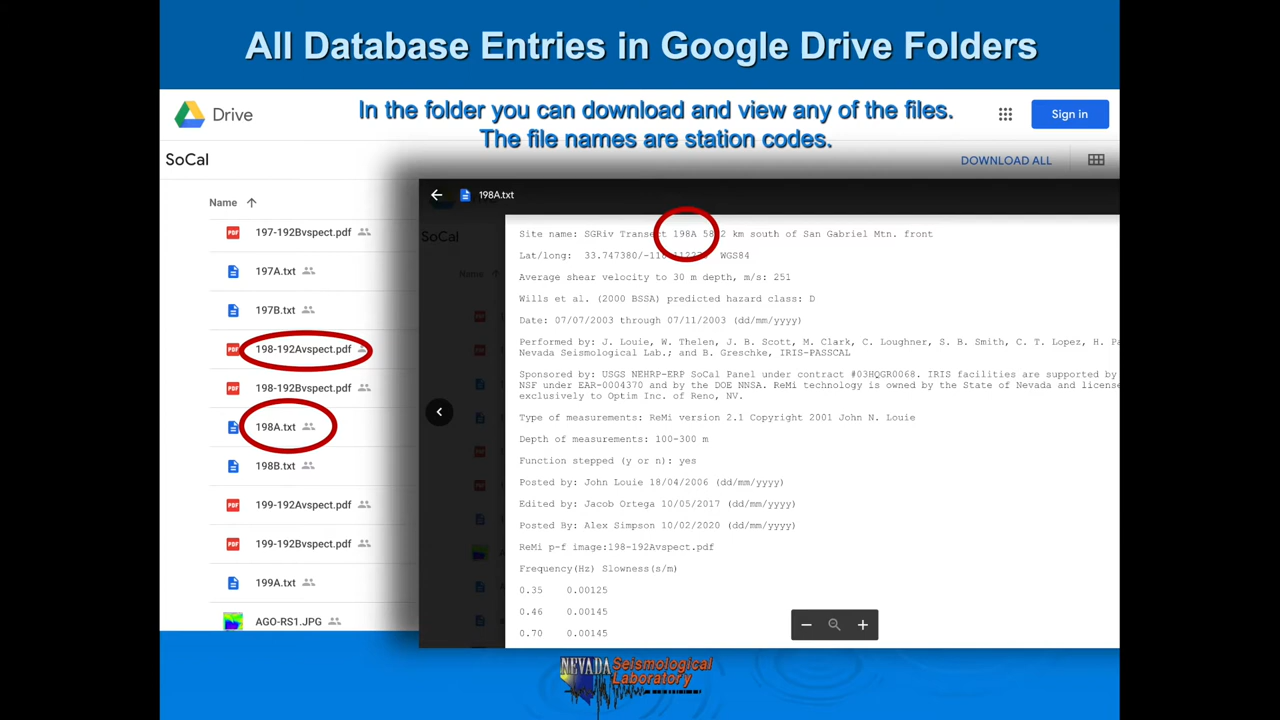 All Database Entries in Google Drive Folders
Drive
In the folder you can download and view any of the files.
The file names are station codes.
Sign in
SoCal
DOWNLOAD ALL
Name
197-192Bvspect.pdf
197A.txt
197B.txt
198-192Avspect.pdf
198-192Bvspect.pdf
198A.txt
198B.txt
199-192Avspect.pdf
199-192Bvspect.pdf
199A.txt
AGO-RS1.JPG
198A.txt
SoCal
Name
Site name: SGRiv Transect 198A km south of San Gabriel Mtn. front
Lat/long: 33.747380/ WGS84
Average shear velocity to 30 m depth, m/s: 251
Wills et al. (2000 BSSA) predicted hazard class: D
Date: 07/07/2003 through 07/11/2003 (dd/mm/yyyy)
Performed by: J. Louie, W. Thelen, J. B. Scott, M. Clark, C. Loughner, S. B. Smith, C. T. Lopez, H. Pa
Nevada Seismological Lab.; and B. Greschke, IRIS-PASSCAL
Sponsored by: USGS NEHRP-ERP SoCal Panel under contract #03HQGR0068. IRIS facilities are supported by
NSF under EAR-0004370 and by the DOE NNSA. ReMi technology is owned by the State of Nevada and license
exclusively to Optim Inc. of Reno, NV.
Type of measurements: ReMi version 2.1 Copyright 2001 John N. Louie
Depth of measurements: 100-300 m
Function stepped (y or n): yes
Posted by: John Louie 18/04/2006 (dd/mm/yyyy)
Edited by: Jacob Ortega 10/05/2017 (dd/mm/yyyy)
Posted By: Alex Simpson 10/02/2020 (dd/mm/yyyy)
ReMi p-f image:198-192Avspect.pdf
Frequency(Hz) Slowness(s/m)
0.35 0.00125
0.46 0.00145
0.70 0.00145
NEVADA Seismological
Laboratory